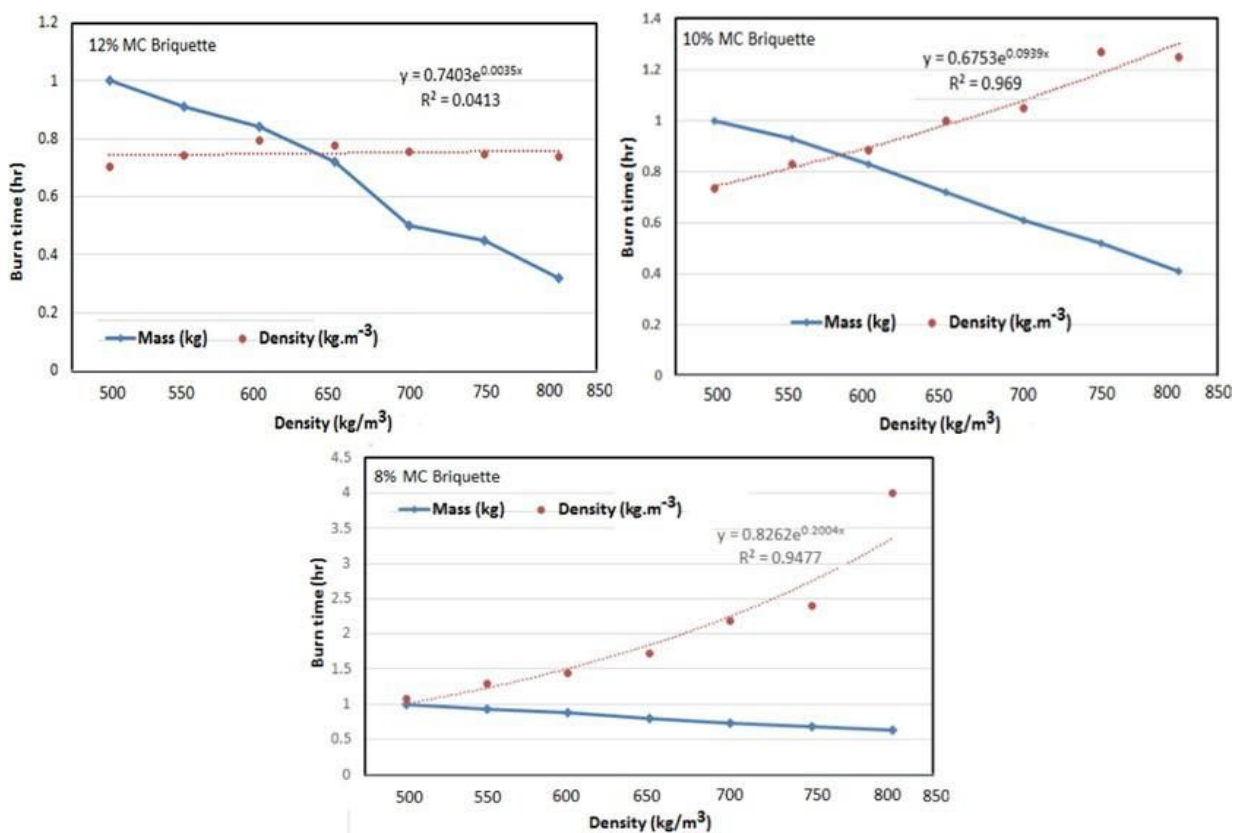 12% MC Briquette
y = 0.7403e^0.0035x
R² = 0.0413
Burn time (hr)
1.2
1
0.8
0.6
0.4
0.2
0
Mass (kg) Density (kg.m⁻³)
500 550 600 650 700 750 800 850
Density (kg/m³)
10% MC Briquette
y = 0.6753e^0.0939x
R² = 0.969
Burn time (hr)
1.4
1.2
1
0.8
0.6
0.4
0.2
0
Mass (kg) Density (kg.m⁻³)
500 550 600 650 700 750 800 850
Density (kg/m³)
8% MC Briquette
Mass (kg) Density (kg.m⁻³)
y = 0.8262e^0.2004x
R² = 0.9477
Burn time (hr)
4.5
4
3.5
3
2.5
2
1.5
1
0.5
0
500 550 600 650 700 750 800 850
Density (kg/m³)